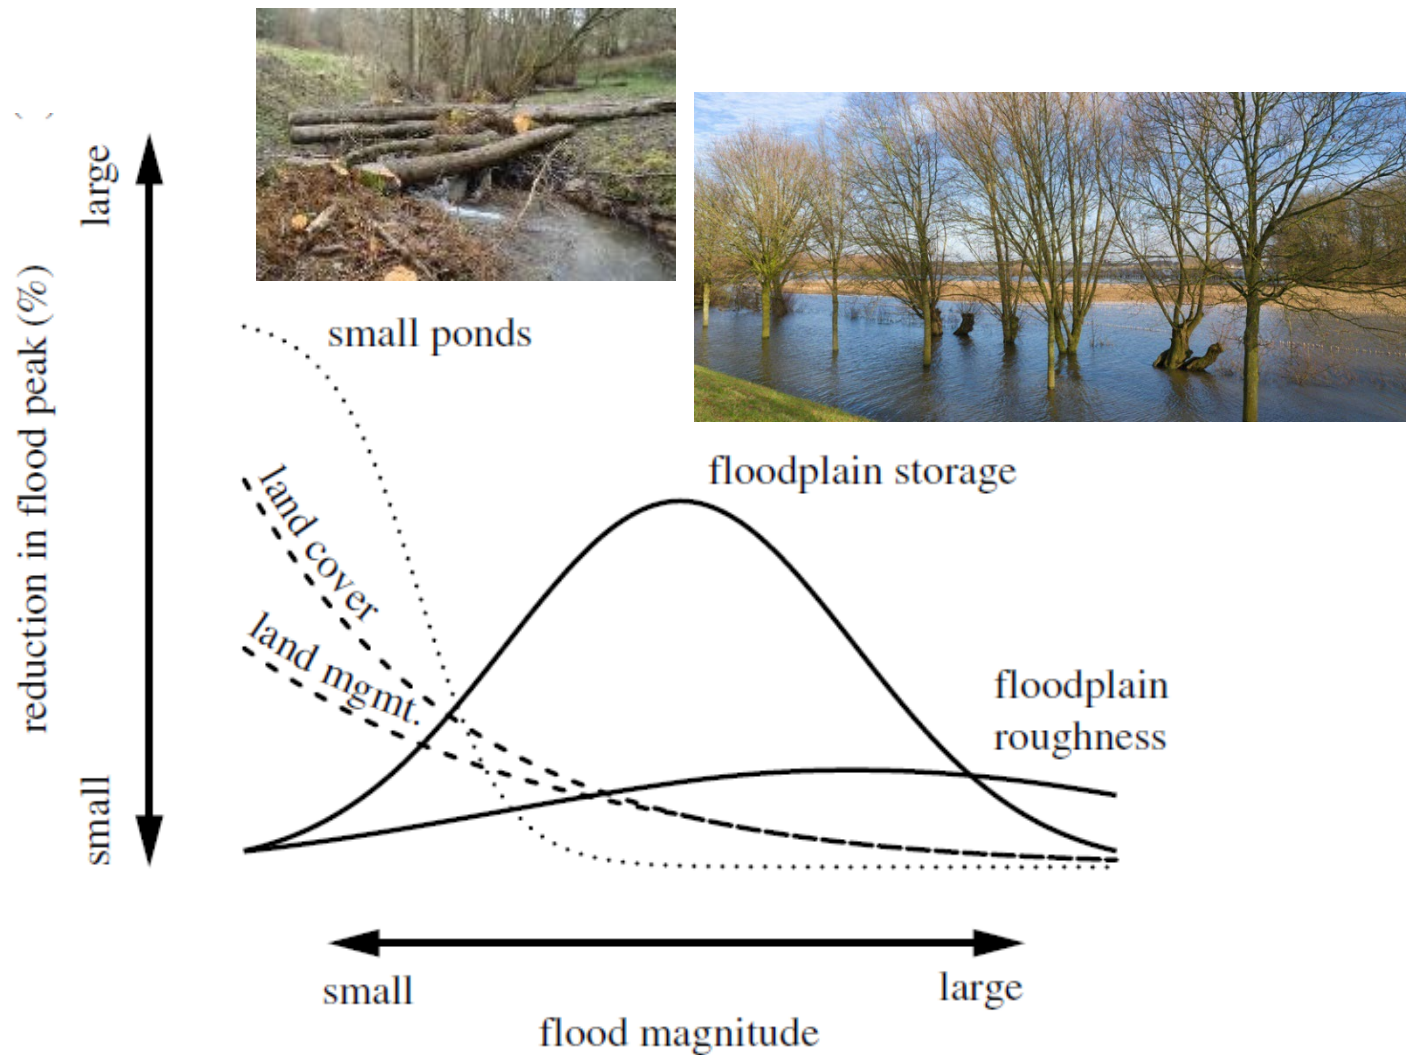 large
reduction in flood peak (%)
small
small ponds
land cover
land mgmt.
floodplain storage
floodplain
roughness
small
large
flood magnitude